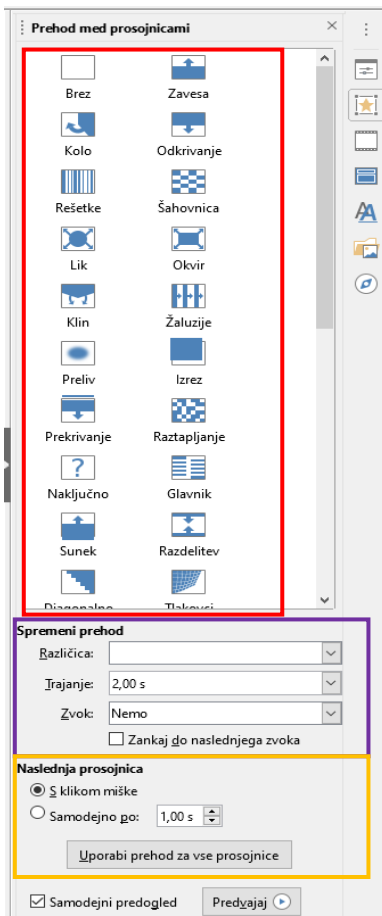 Prehod med prosojnicami
Brez Zavesa
Kolo Odkrivanje
Rešetke Šahovnica
Lik Okvir
Klin Žaluzije
Preliv Izrez
Prekrivanje Raztapljanje
? 
Naključno Glavnik
Sunek Razdelitev
Diagonalno Tlakovci
Spremeni prehod
Različica:
Trajanje: 2,00 s
Zvok: Nemo
Zankaj do naslednjega zvoka
Naslednja prosojnica
S klikom miške
Samodejno po: 1,00 s
Uporabi prehod za vse prosojnice
Samodejni predogled Predvajaj